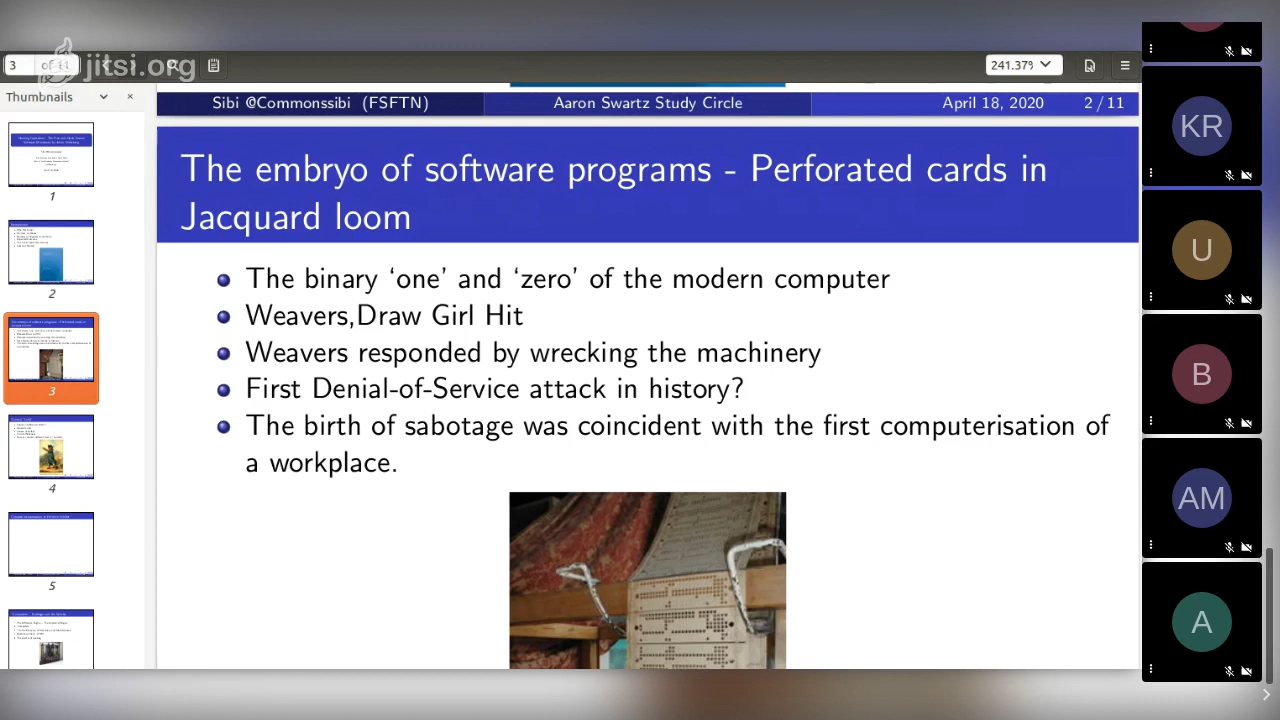 jitsi.org
3 of 11
241.37%
Thumbnails
1
2
3
4
5
Sibi @Commonssibi (FSFTN)
Aaron Swartz Study Circle
April 18, 2020 2 / 11
The embryo of software programs - Perforated cards in
Jacquard loom
The binary ‘one’ and ‘zero’ of the modern computer
Weavers,Draw Girl Hit
Weavers responded by wrecking the machinery
First Denial-of-Service attack in history?
The birth of sabotage was coincident with the first computerisation of
a workplace.
KR
U
B
AM
A